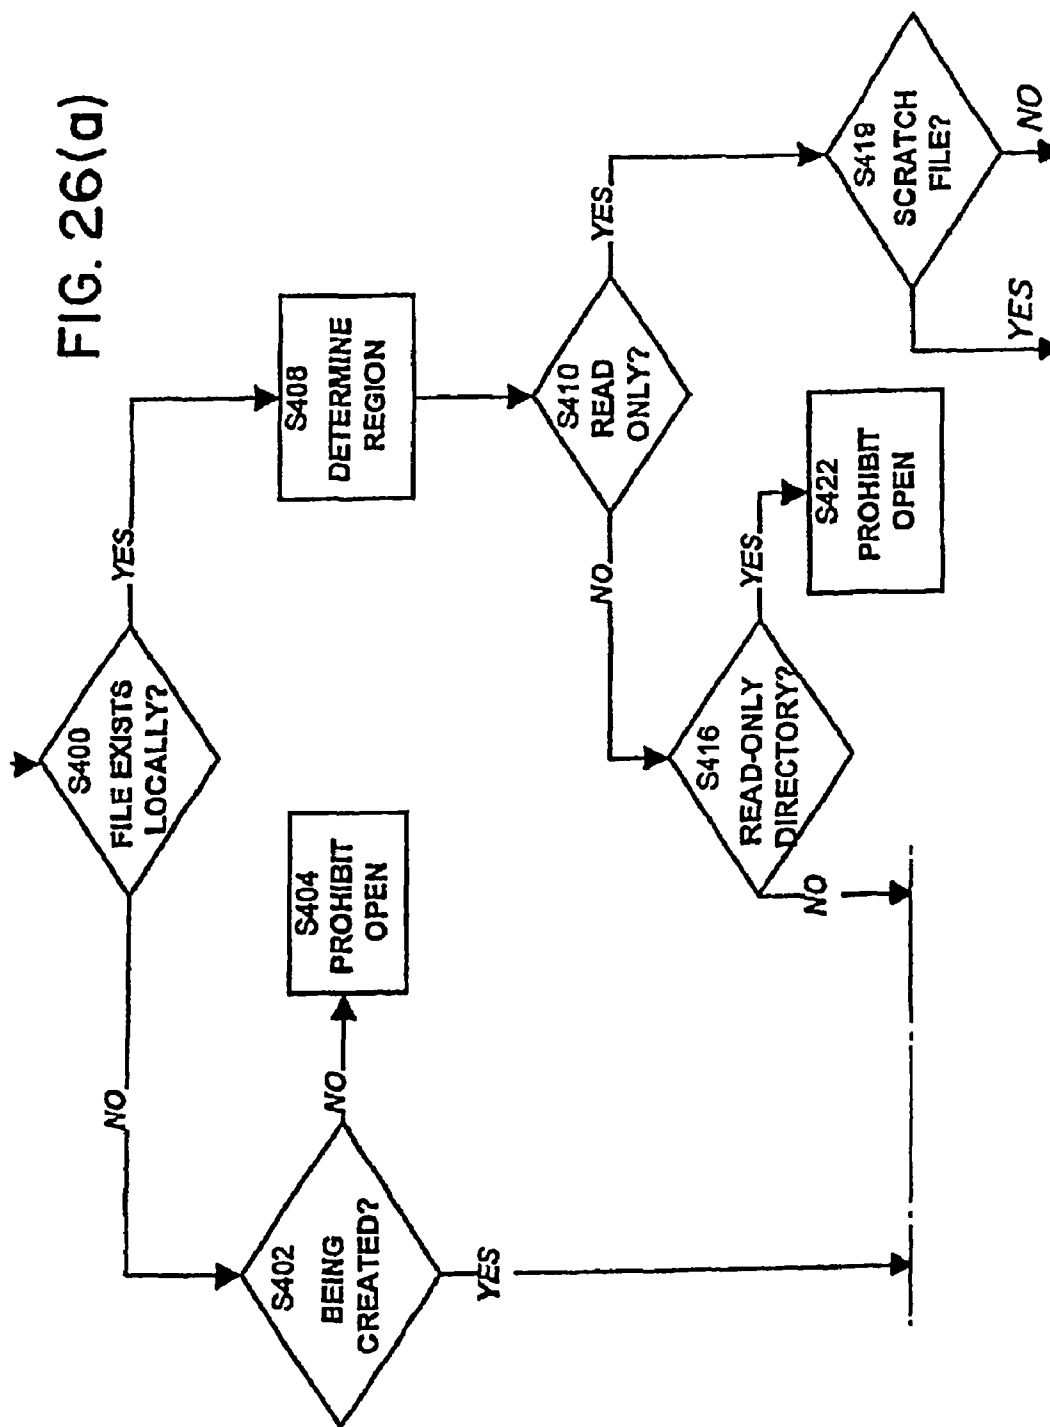 FIG. 26(a)
S400
FILE EXISTS
LOCALLY?
YES
NO
S408
DETERMINE
REGION
S402
BEING
CREATED?
NO
YES
S404
PROHIBIT
OPEN
S410
READ
ONLY?
YES
NO
S416
READ-ONLY
DIRECTORY?
YES
NO
S422
PROHIBIT
OPEN
S419
SCRATCH
FILE?
YES
NO